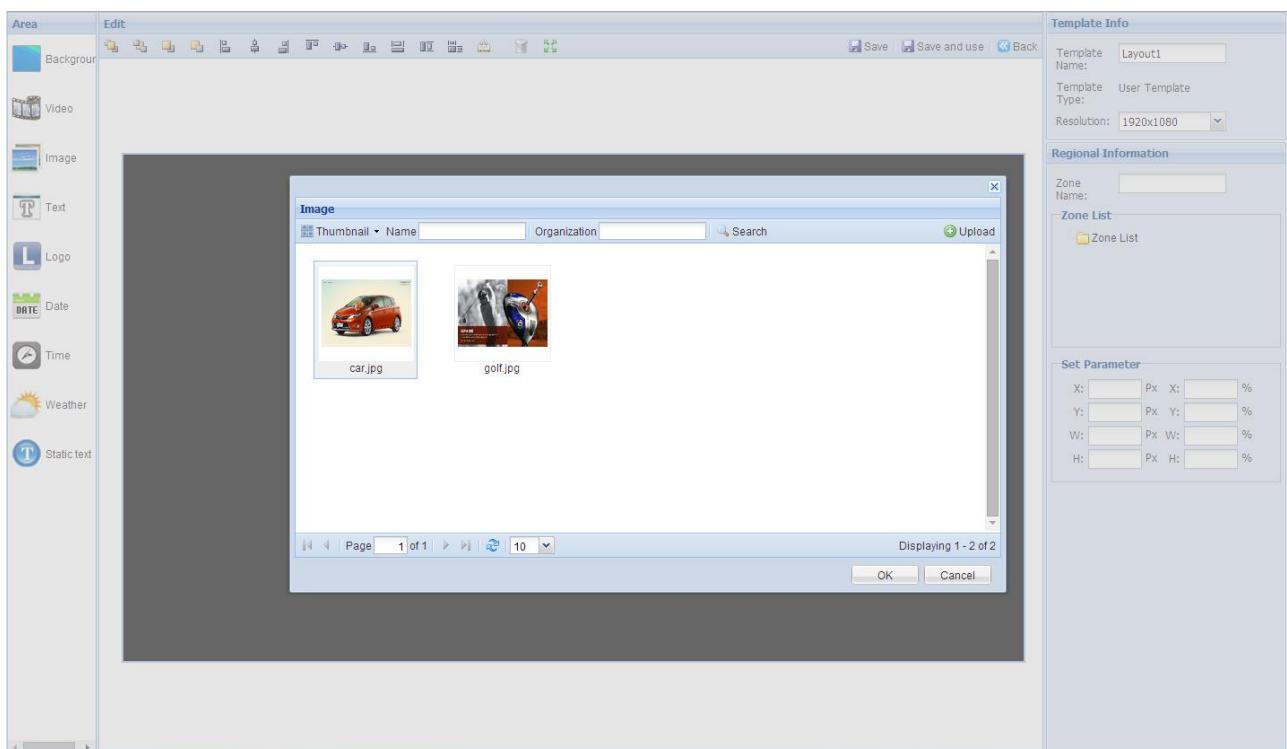 Area
Edit
Template Info
Save
Save and use
Back
Backgrour
Video
Image
Text
Logo
DATE
Date
Time
Weather
Static text
Template Name:
Layout1
Template Type:
User Template
Resolution:
1920x1080
Regional Information
Zone Name:
Zone List
Zone List
Set Parameter
X: Px X: %
Y: Px Y: %
W: Px W: %
H: Px H: %
Image
Thumbnail
Name
Organization
Search
Upload
car.jpg
golf.jpg
Page 1 of 1
10
Displaying 1 - 2 of 2
OK
Cancel